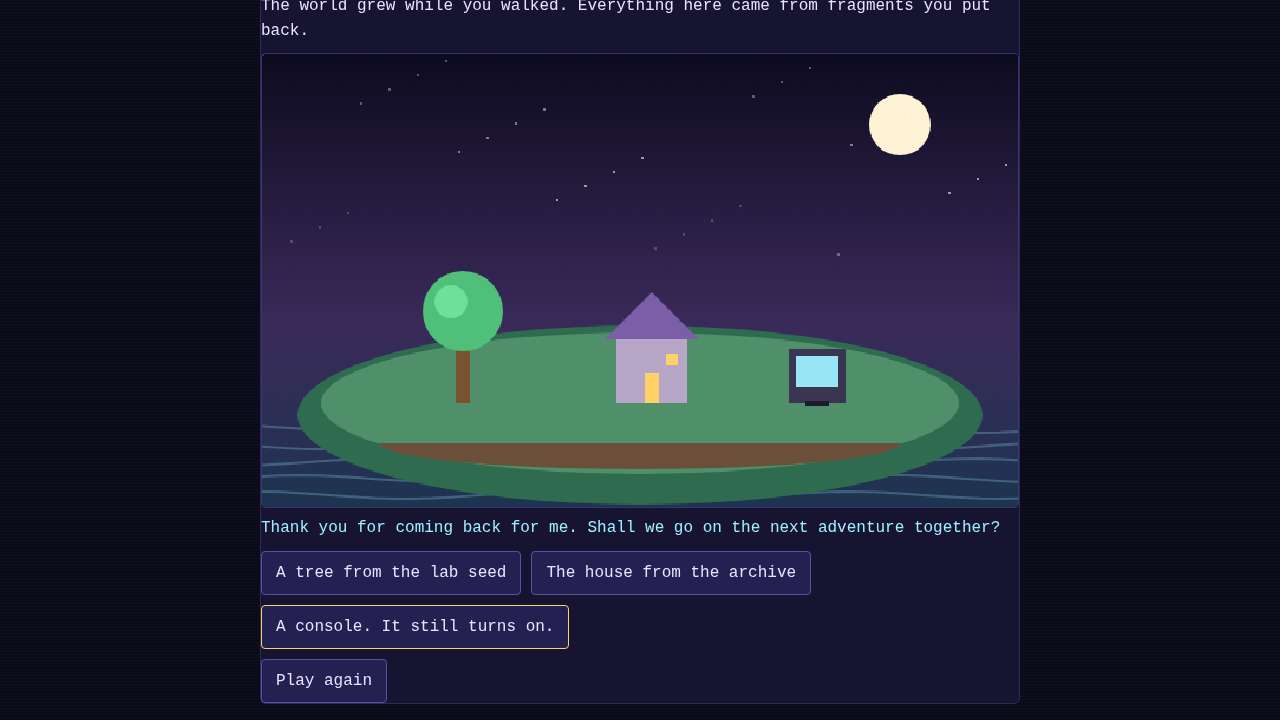 The world grew while you walked. Everything here came from fragments you put
back.
Thank you for coming back for me. Shall we go on the next adventure together?
A tree from the lab seed
The house from the archive
A console. It still turns on.
Play again